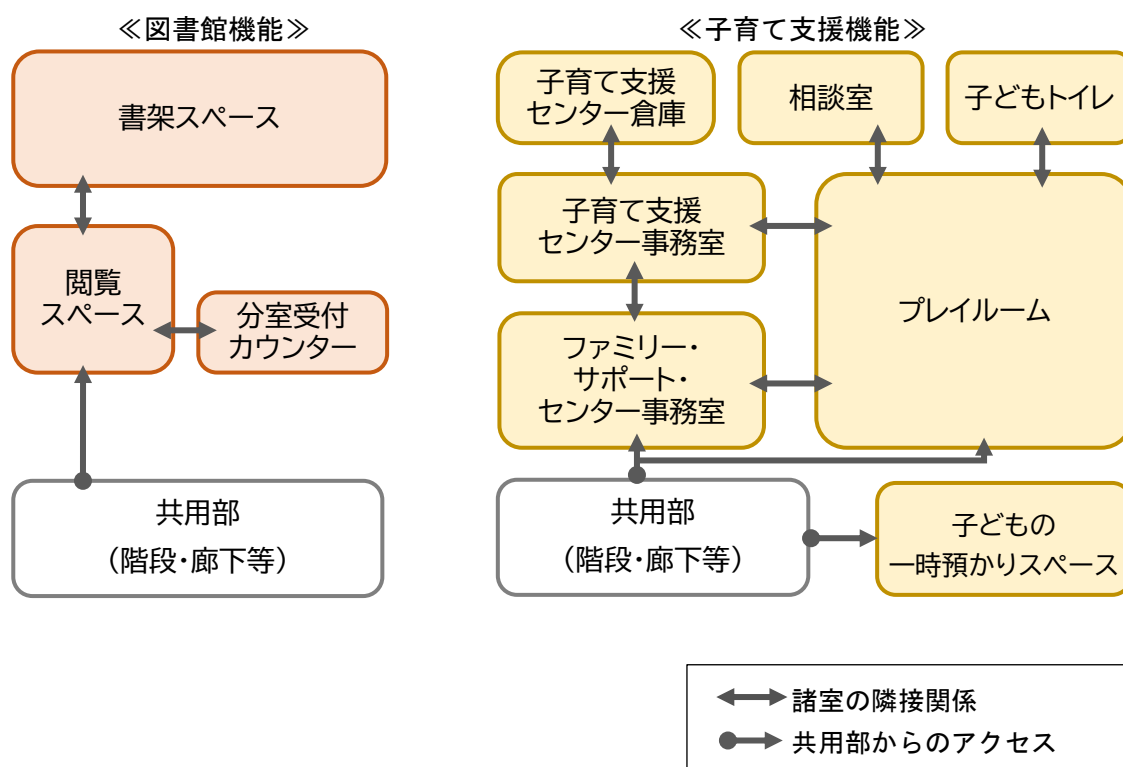 ≪図書館機能≫
書架スペース
閲覧
スペース
分室受付
カウンター
共用部
（階段・廊下等）
≪子育て支援機能≫
子育て支援
センター倉庫
相談室
子どもトイレ
子育て支援
センター事務室
プレイルーム
ファミリー・
サポート・
センター事務室
共用部
（階段・廊下等）
子どもの
一時預かりスペース
諸室の隣接関係
共用部からのアクセス